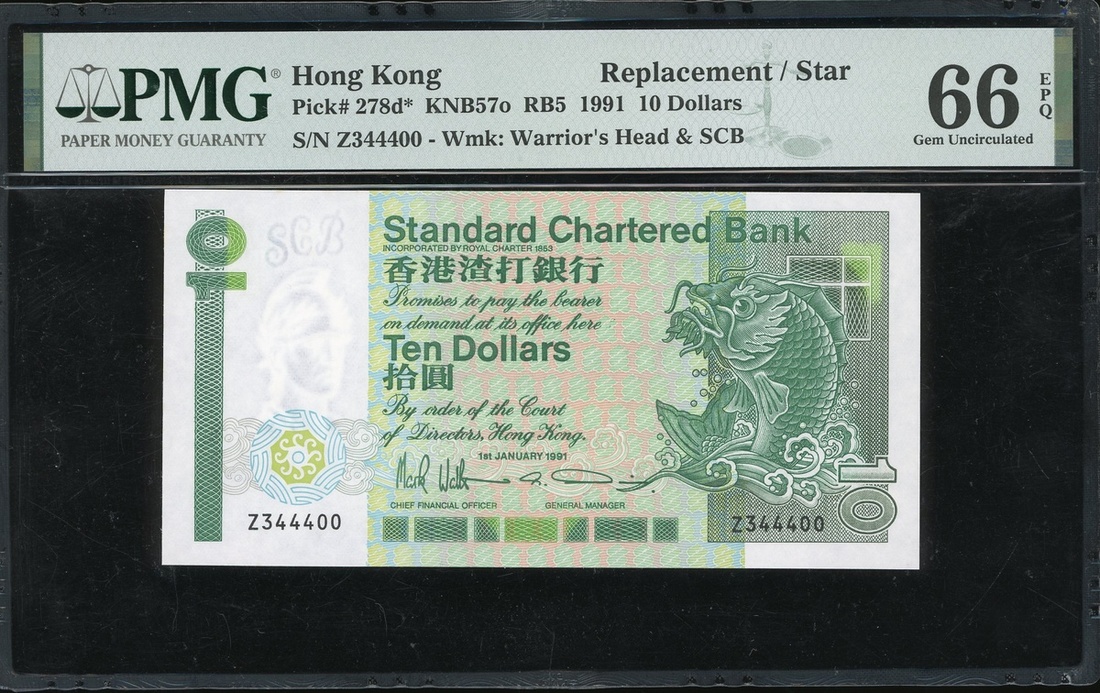 PMG®
PAPER MONEY GUARANTY
Hong Kong Replacement / Star
Pick# 278d* KNB57o RB5 1991 10 Dollars
S/N Z344400 - Wmk: Warrior's Head & SCB
66 EPQ
Gem Uncirculated
10
SCB
Standard Chartered Bank
INCORPORATED BY ROYAL CHARTER 1853
香港渣打銀行
Promises to pay the bearer
on demand at its office here
Ten Dollars
拾圓
By order of the Court
of Directors, Hong Kong.
1st JANUARY 1991
CHIEF FINANCIAL OFFICER GENERAL MANAGER
Z344400 Z344400
10